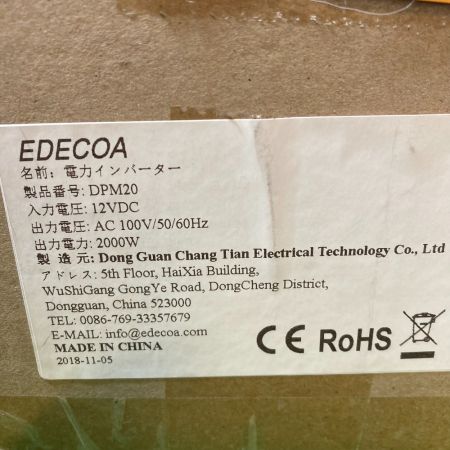 EDECOA
名前: 電力インバーター
製品番号: DPM20
入力電圧: 12VDC
出力電圧: AC 100V/50/60Hz
出力電力: 2000W
製 造 元: Dong Guan Chang Tian Electrical Technology Co., Ltd
アドレス: 5th Floor, HaiXia Building,
WuShiGang GongYe Road, DongCheng District,
Dongguan, China 523000
TEL: 0086-769-33357679
E-MAIL: info@edecoa.com
MADE IN CHINA
2018-11-05
CE RoHS